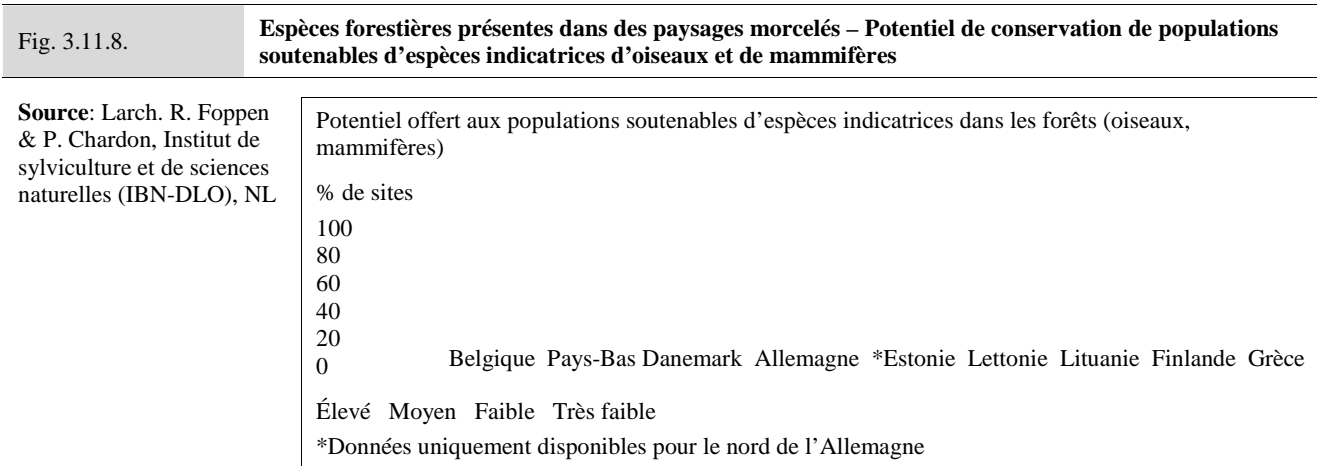 Fig. 3.11.8.
Espèces forestières présentes dans des paysages morcelés – Potentiel de conservation de populations
soutenables d’espèces indicatrices d’oiseaux et de mammifères
Source: Larch. R. Foppen
& P. Chardon, Institut de
sylviculture et de sciences
naturelles (IBN-DLO), NL
Potentiel offert aux populations soutenables d’espèces indicatrices dans les forêts (oiseaux,
mammifères)
% de sites
100
80
60
40
20
0
Belgique Pays-Bas Danemark Allemagne *Estonie Lettonie Lituanie Finlande Grèce
Élevé Moyen Faible Très faible
*Données uniquement disponibles pour le nord de l’Allemagne